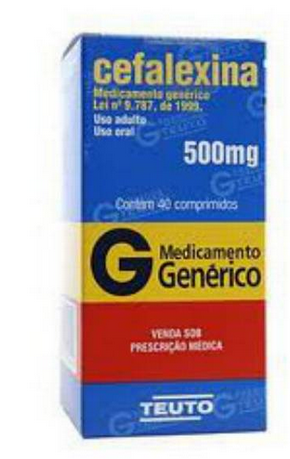 cefalexina
Medicamento genérico
Lei nº 9.787, de 1999.
Uso adulto
Uso oral
500mg
Contém 40 comprimidos
G Medicamento
Genérico
VENDA SOB
PRESCRIÇÃO MÉDICA
TEUTO